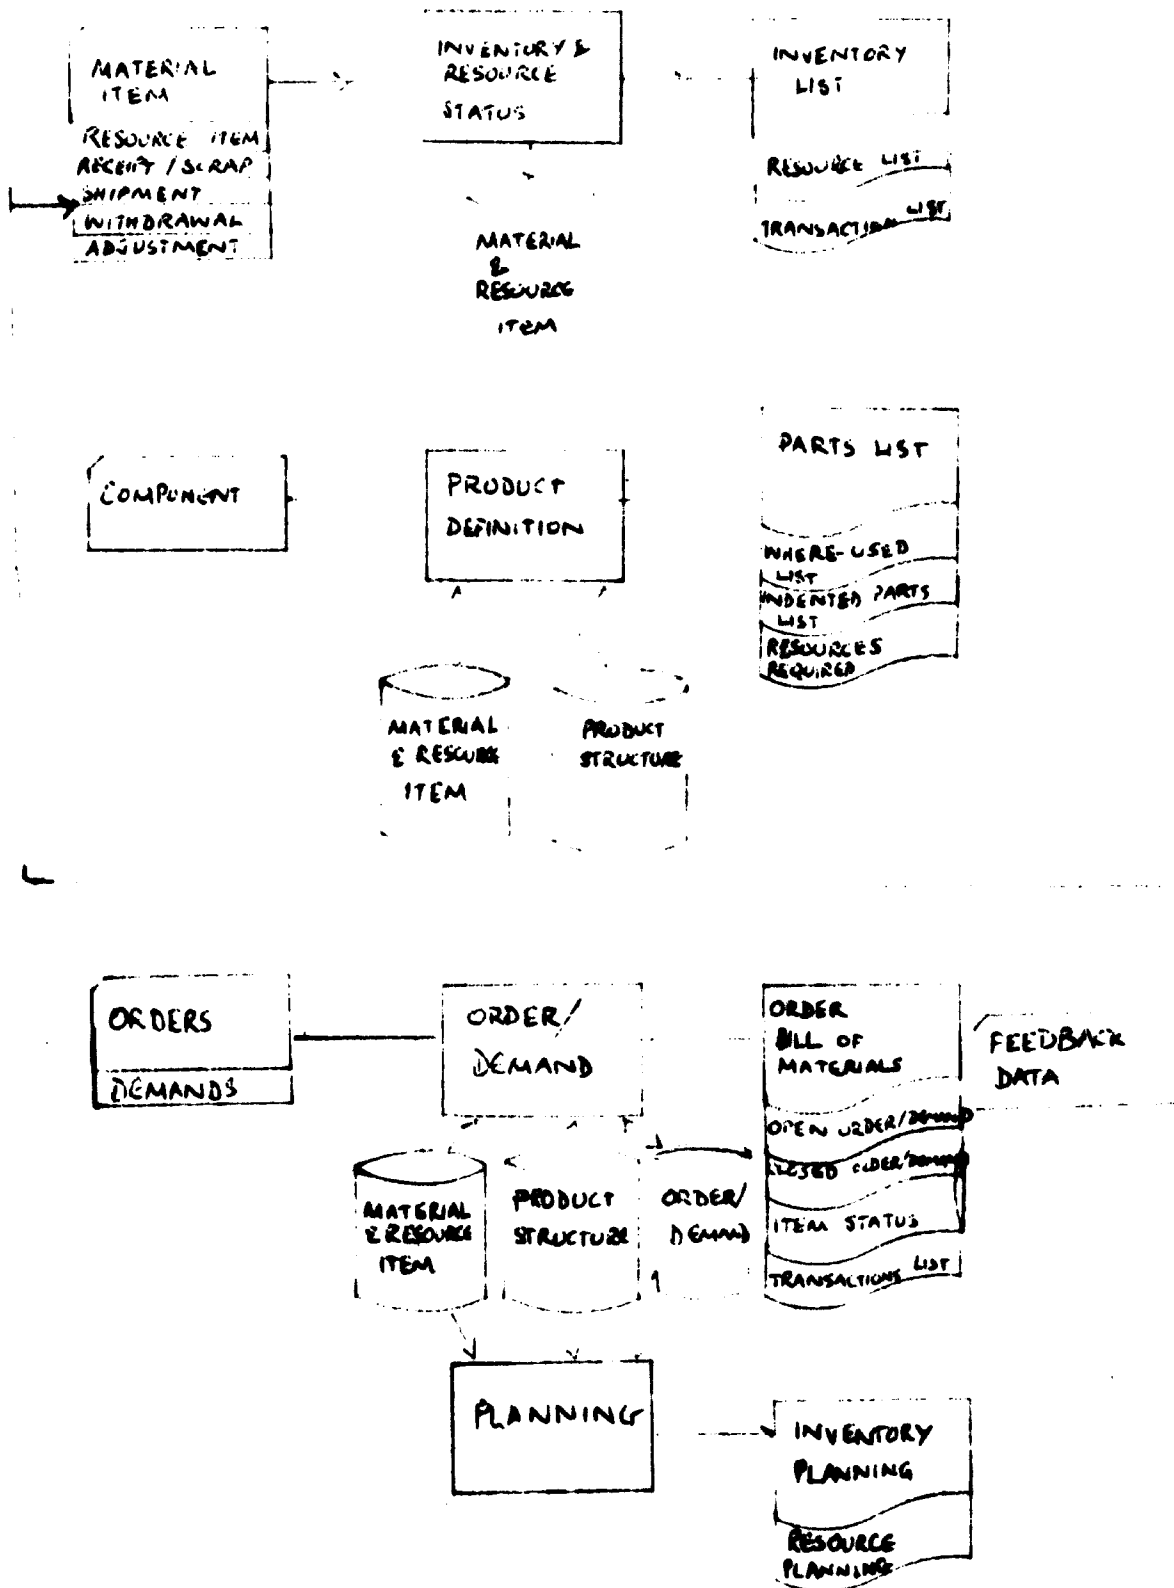 MATERIAL
ITEM
RESOURCE ITEM
RECEIPT / SCRAP
SHIPMENT
WITHDRAWAL
ADJUSTMENT
INVENTORY &
RESOURCE
STATUS
INVENTORY
LIST
RESOURCE LIST
TRANSACTION LIST
MATERIAL
&
RESOURCE
ITEM
COMPONENT
PRODUCT
DEFINITION
PARTS LIST
WHERE-USED
LIST
INDENTED PARTS
LIST
RESOURCES
REQUIRED
MATERIAL
& RESOURCE
ITEM
PRODUCT
STRUCTURE
ORDERS
DEMANDS
ORDER/
DEMAND
ORDER
BILL OF
MATERIALS
OPEN ORDER/DEMAND
CLOSED ORDER/DEMAND
ITEM STATUS
TRANSACTIONS LIST
FEEDBACK
DATA
MATERIAL
& RESOURCE
ITEM
PRODUCT
STRUCTURE
ORDER/
DEMAND
PLANNING
INVENTORY
PLANNING
RESOURCE
PLANNING